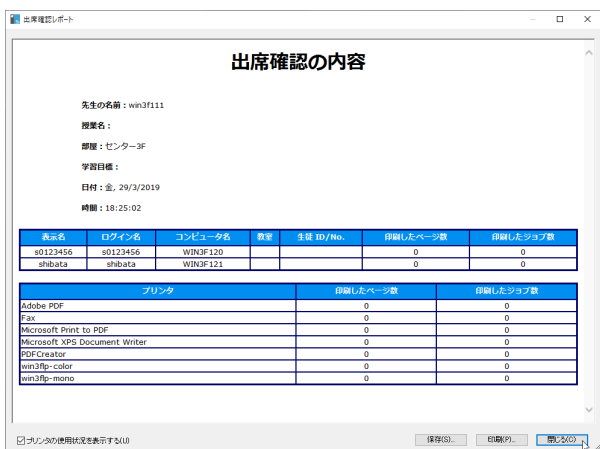 出席確認レポート
出席確認の内容
先生の名前：win3f111
授業名：
部屋：センター3F
学習目標：
日付：金, 29/3/2019
時間：18:25:02
表示名 ログイン名 コンピュータ名 教室 生徒 ID/No. 印刷したページ数 印刷したジョブ数
s0123456 s0123456 WIN3F120 0 0
shibata shibata WIN3F121 0 0
プリンタ 印刷したページ数 印刷したジョブ数
Adobe PDF 0 0
Fax 0 0
Microsoft Print to PDF 0 0
Microsoft XPS Document Writer 0 0
PDFCreator 0 0
win3flp-color 0 0
win3flp-mono 0 0
プリンタの使用状況を表示する(U) 保存(S)... 印刷(P)... 閉じる(C)